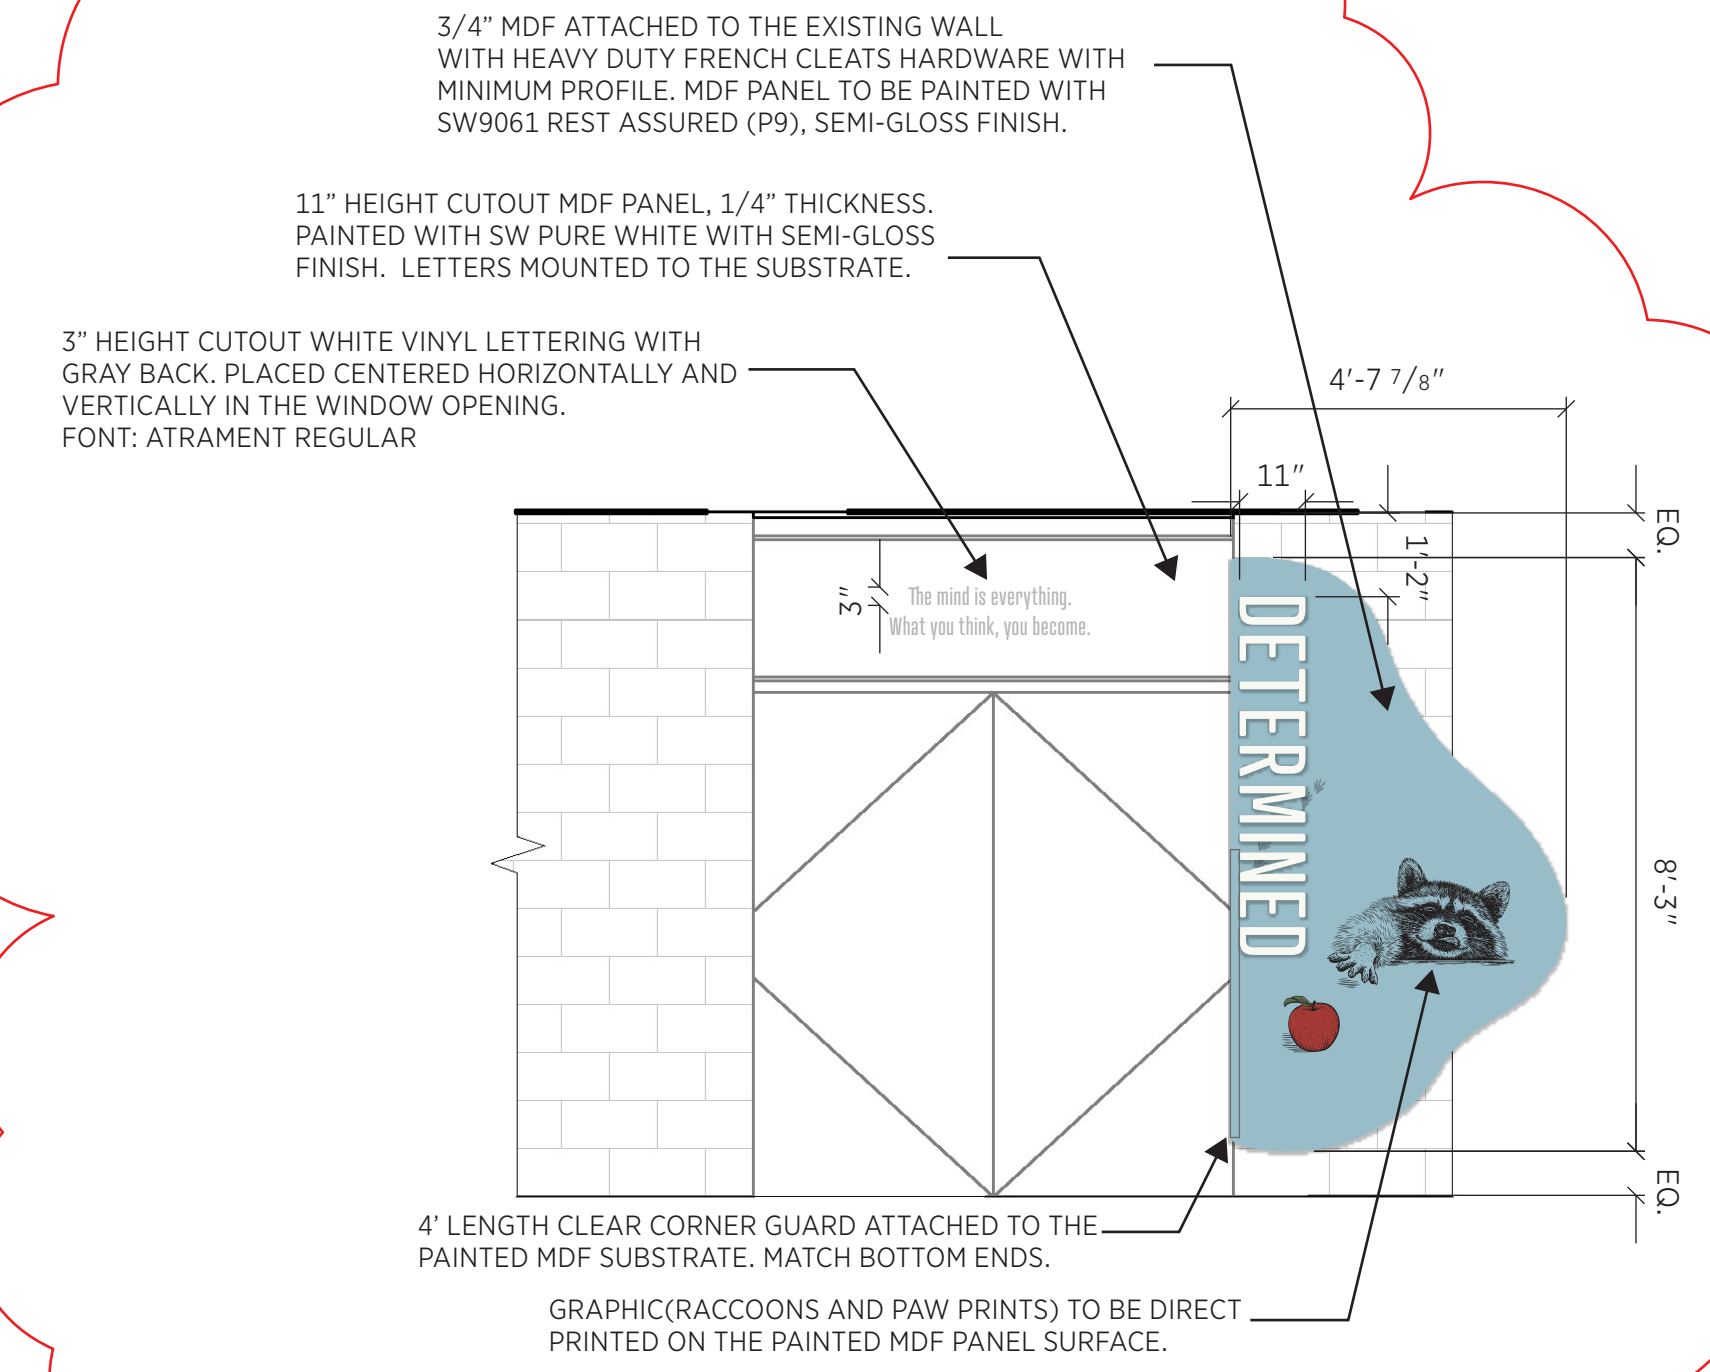 3/4” MDF ATTACHED TO THE EXISTING WALL
WITH HEAVY DUTY FRENCH CLEATS HARDWARE WITH
MINIMUM PROFILE. MDF PANEL TO BE PAINTED WITH
SW9061 REST ASSURED (P9), SEMI-GLOSS FINISH.
11” HEIGHT CUTOUT MDF PANEL, 1/4” THICKNESS.
PAINTED WITH SW PURE WHITE WITH SEMI-GLOSS
FINISH. LETTERS MOUNTED TO THE SUBSTRATE.
3” HEIGHT CUTOUT WHITE VINYL LETTERING WITH
GRAY BACK. PLACED CENTERED HORIZONTALLY AND
VERTICALLY IN THE WINDOW OPENING.
FONT: ATRAMENT REGULAR
4'-7 7/8"
11"
EQ.
1'-2"
3"
The mind is everything.
What you think, you become.
DETERMINED
8'-3"
EQ.
4’ LENGTH CLEAR CORNER GUARD ATTACHED TO THE
PAINTED MDF SUBSTRATE. MATCH BOTTOM ENDS.
GRAPHIC(RACCOONS AND PAW PRINTS) TO BE DIRECT
PRINTED ON THE PAINTED MDF PANEL SURFACE.